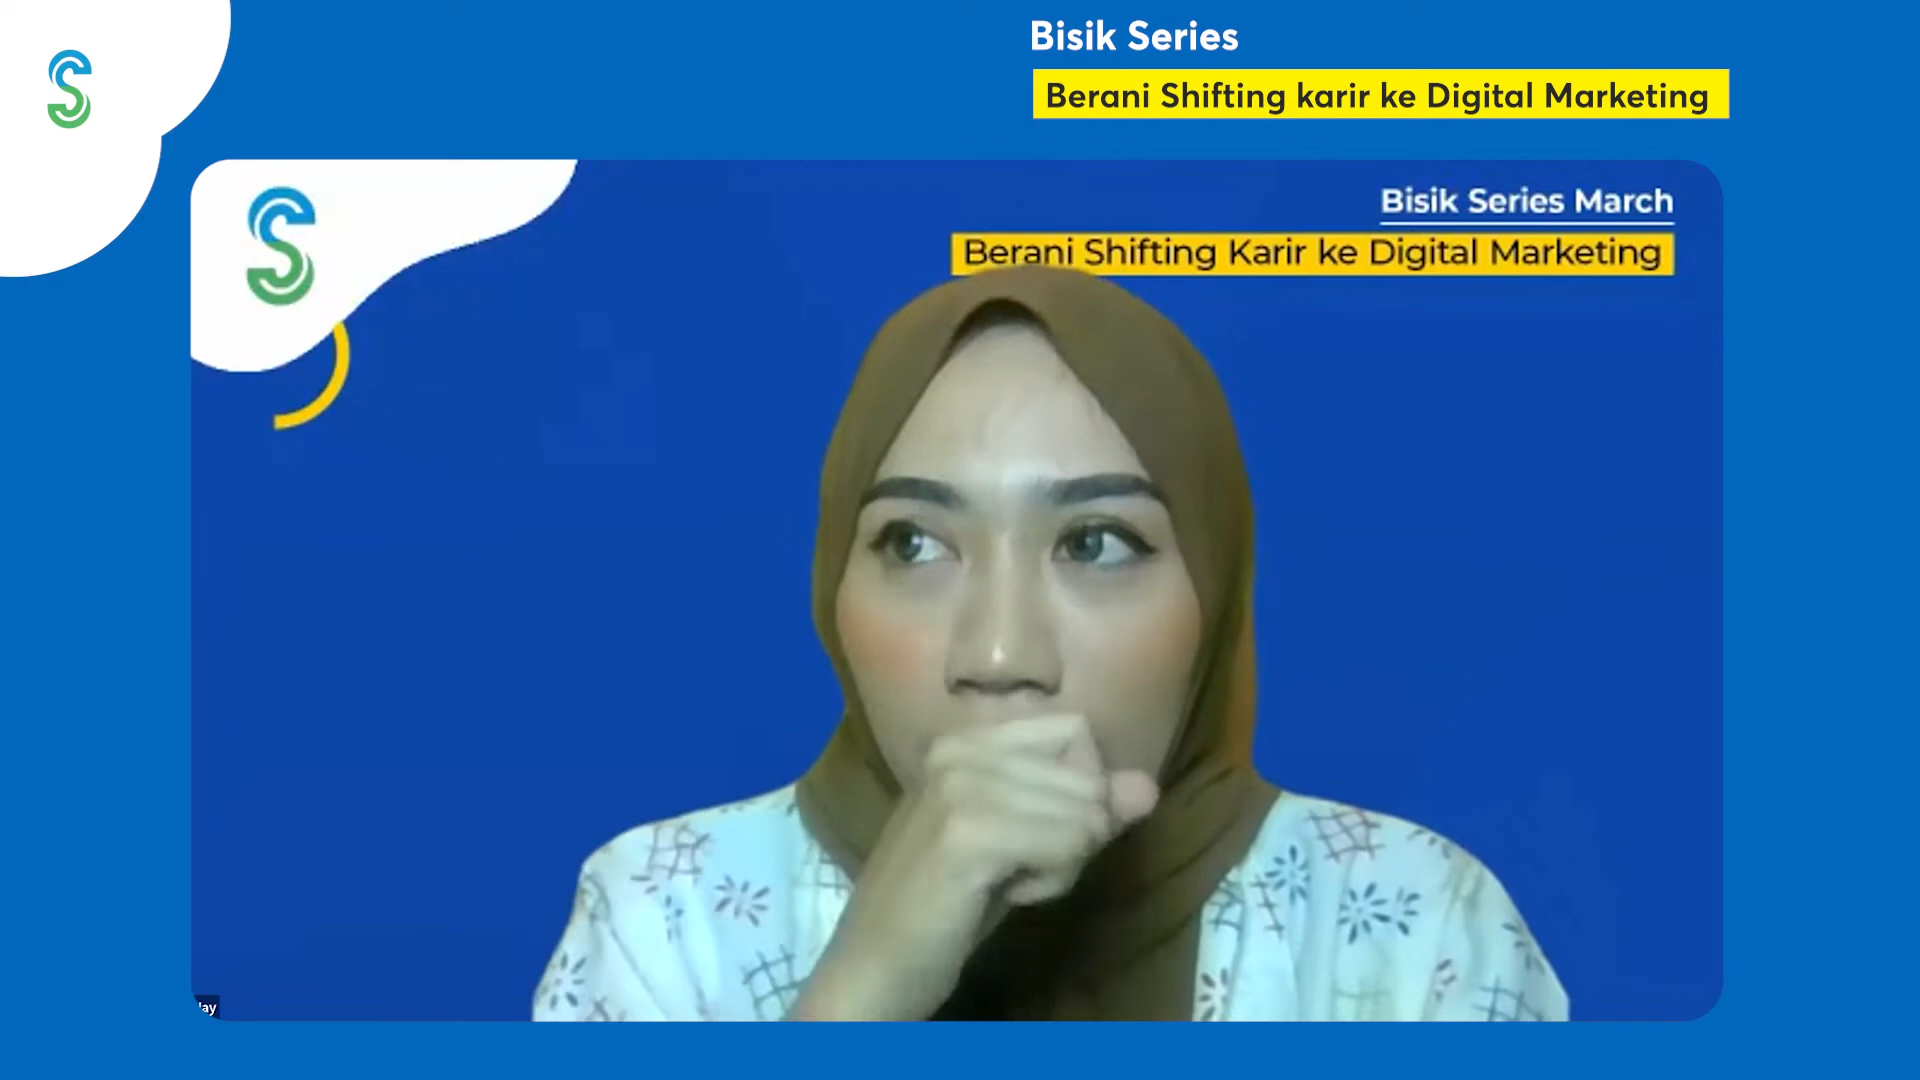 Bisik Series
Berani Shifting karir ke Digital Marketing
Bisik Series March
Berani Shifting Karir ke Digital Marketing